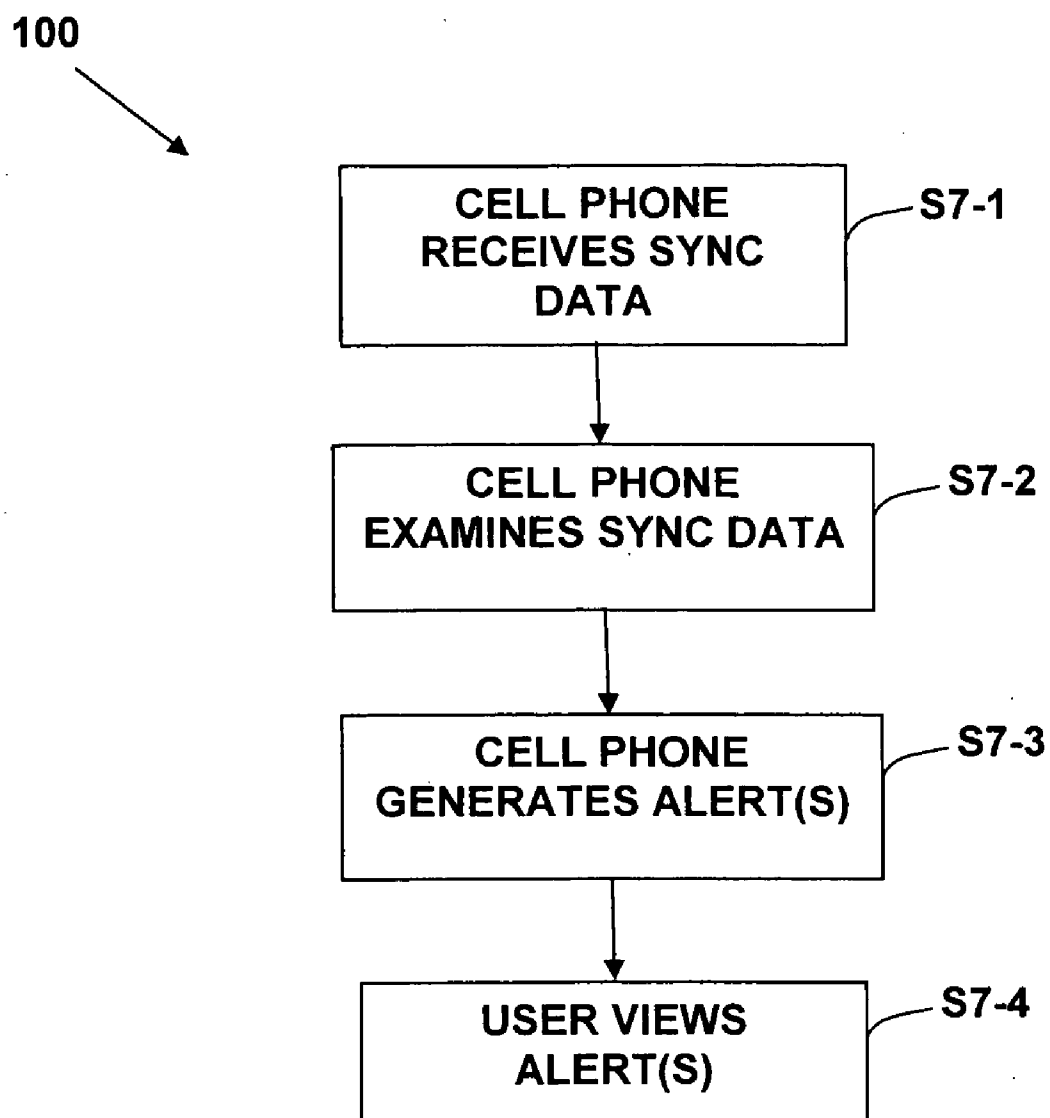 100
CELL PHONE
RECEIVES SYNC
DATA
S7-1
CELL PHONE
EXAMINES SYNC DATA
S7-2
CELL PHONE
GENERATES ALERT(S)
S7-3
USER VIEWS
ALERT(S)
S7-4